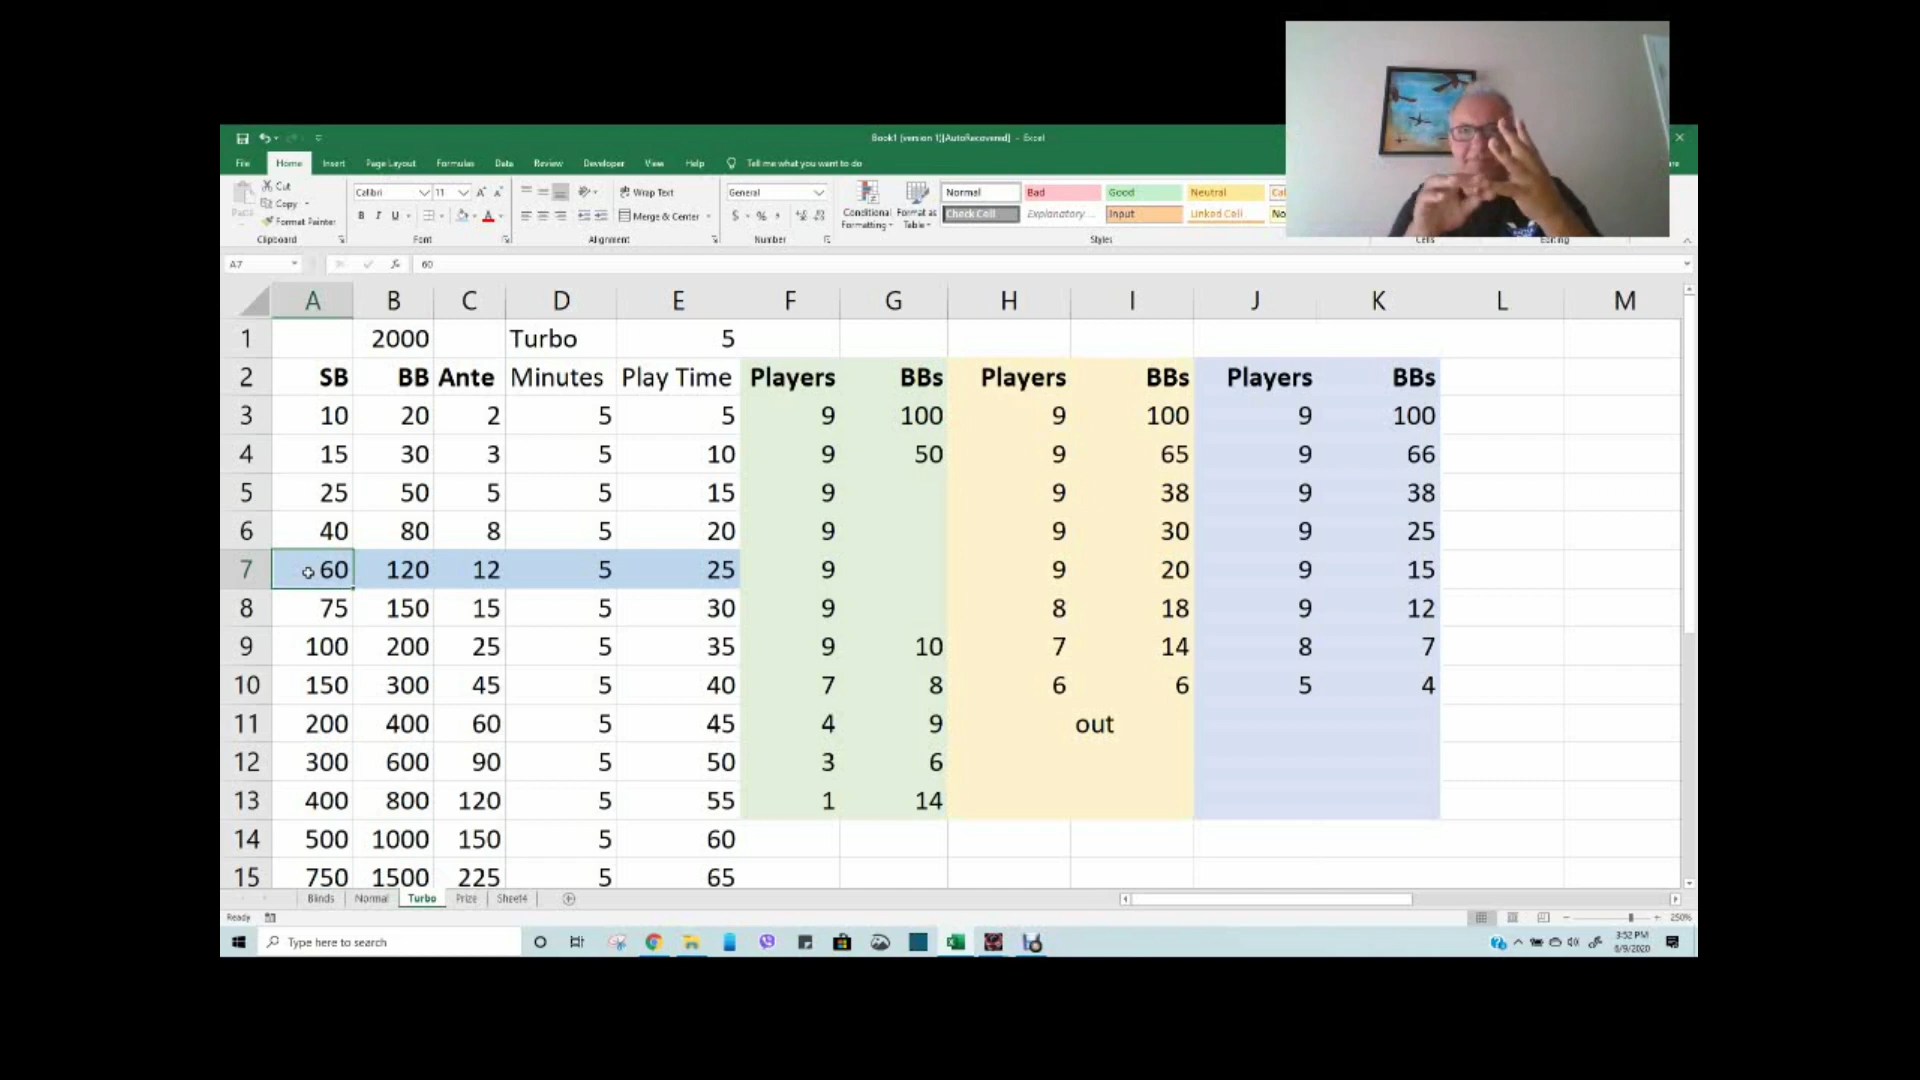 Book1 (version 1)[AutoRecovered] - Excel
File Home Insert Page Layout Formulas Data Review Developer View Help Tell me what you want to do
Cut Calibri 11 Wrap Text General Normal Bad Good Neutral
Copy Conditional Format as Check Cell Explanatory... Input Linked Cell No
Format Painter B I U Merge & Center $ % Formatting Table
Clipboard Font Alignment Number Styles Cells Editing
A7 60
A B C D E F G H I J K L M
1 2000 Turbo 5
2 SB BB Ante Minutes Play Time Players BBs Players BBs Players BBs
3 10 20 2 5 5 9 100 9 100 9 100
4 15 30 3 5 10 9 50 9 65 9 66
5 25 50 5 5 15 9 9 38 9 38
6 40 80 8 5 20 9 9 30 9 25
7 60 120 12 5 25 9 9 20 9 15
8 75 150 15 5 30 9 8 18 9 12
9 100 200 25 5 35 9 10 7 14 8 7
10 150 300 45 5 40 7 8 6 6 5 4
11 200 400 60 5 45 4 9 out
12 300 600 90 5 50 3 6
13 400 800 120 5 55 1 14
14 500 1000 150 5 60
15 750 1500 225 5 65
Blinds Normal Turbo Prize Sheet4
Ready 250%
Type here to search 3:52 PM
6/9/2020